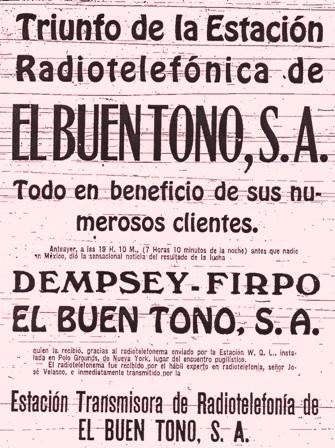 Triunfo de la Estación
Radiotelefónica de
EL BUEN TONO, S. A.
Todo en beneficio de sus nu-
merosos clientes.
Anteayer, a las 19 H. 10 M., (7 Horas 10 minutos de la noche) antes que nadie
en México, dió la sensacional noticia del resultado de la lucha
DEMPSEY-FIRPO
EL BUEN TONO, S. A.
quien la recibió, gracias al radiotelefonema enviado por la Estación W. Q. L., insta-
lada en Polo Grounds, de Nueva York, lugar del encuentro pugilístico.
El radiotelefonema fue recibido por el hábil experto en radiotelefonía, señor
José Velasco, e inmediatamente transmitido por la
Estación Transmisora de Radiotelefonía de
EL BUEN TONO, S. A.